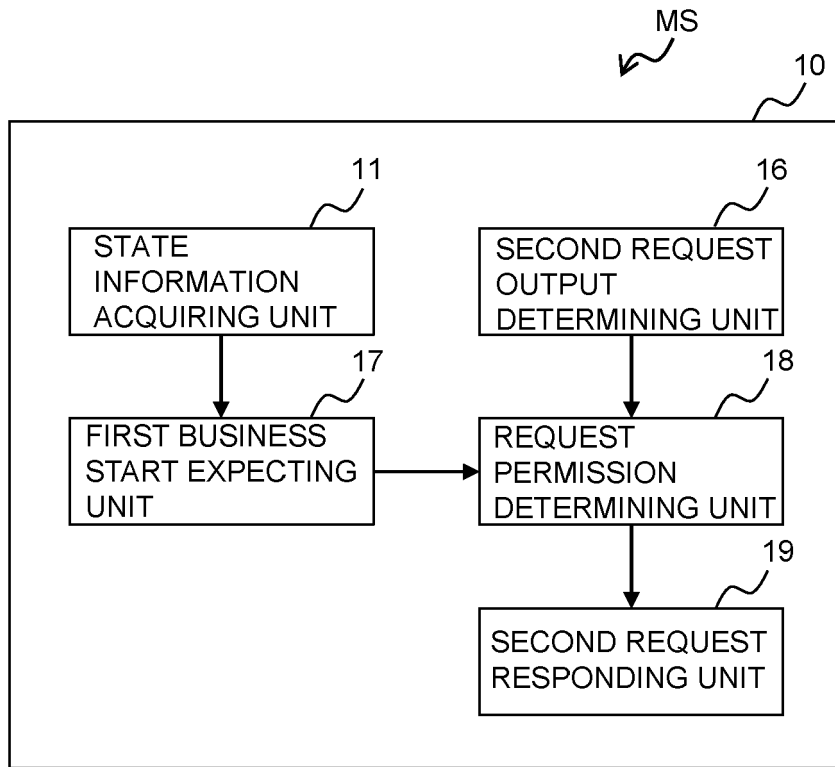 MS
10
11
STATE
INFORMATION
ACQUIRING UNIT
16
SECOND REQUEST
OUTPUT
DETERMINING UNIT
17
FIRST BUSINESS
START EXPECTING
UNIT
18
REQUEST
PERMISSION
DETERMINING UNIT
19
SECOND REQUEST
RESPONDING UNIT